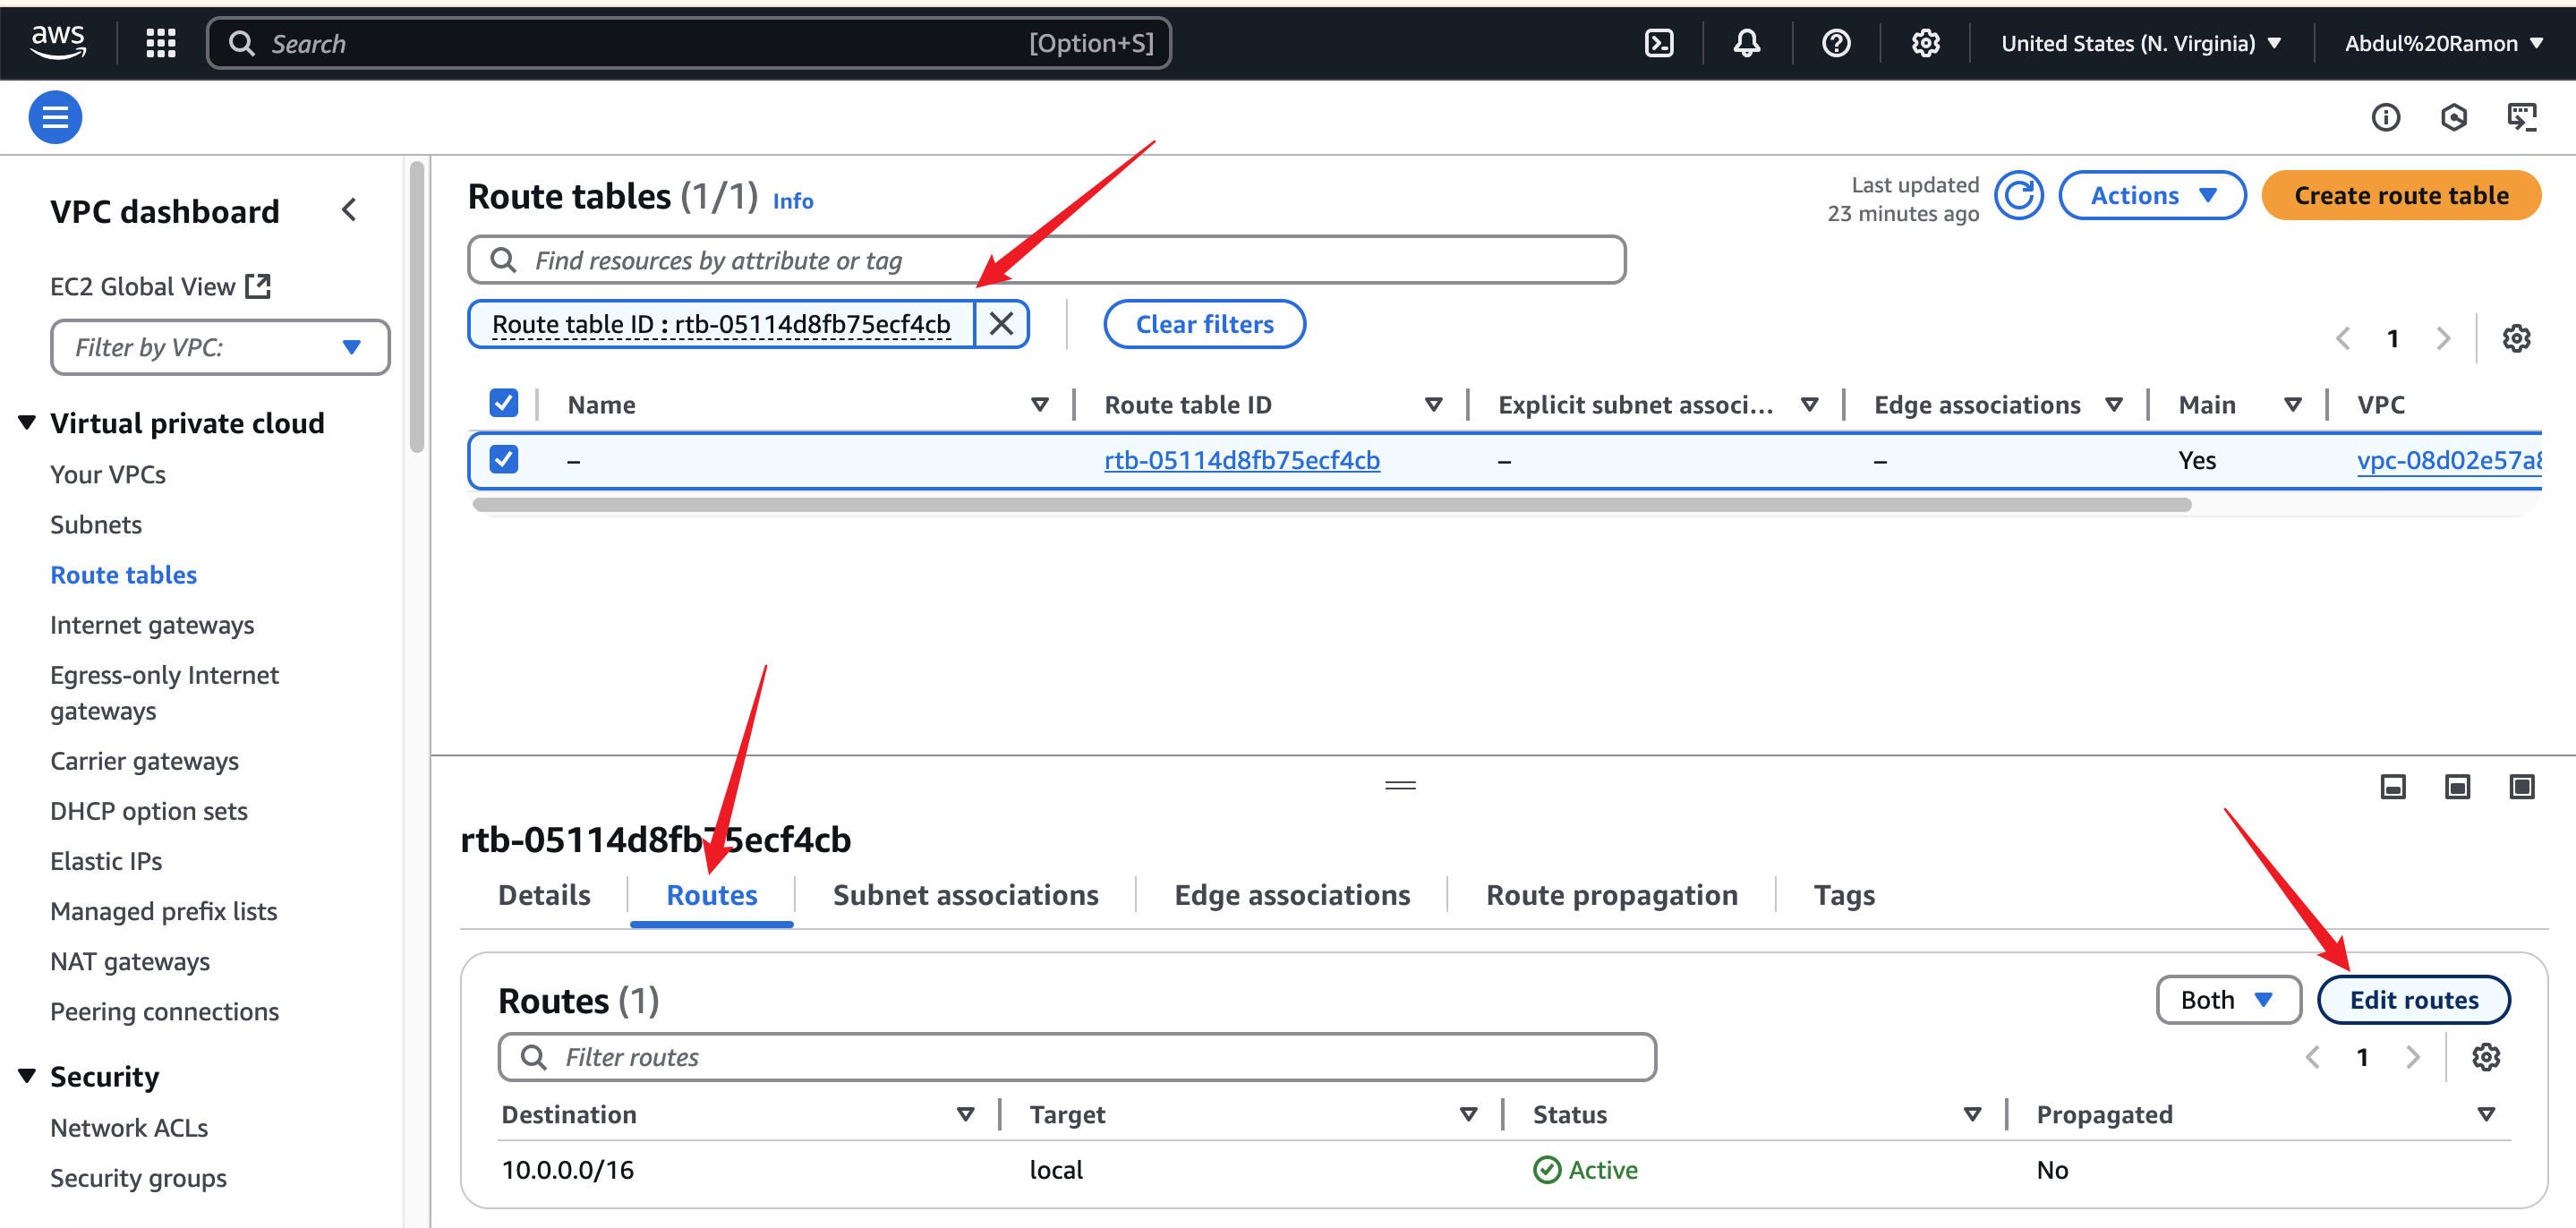 aws
Search
[Option+S]
United States (N. Virginia)
Abdul%20Ramon
VPC dashboard
EC2 Global View
Filter by VPC:
Virtual private cloud
Your VPCs
Subnets
Route tables
Internet gateways
Egress-only Internet
gateways
Carrier gateways
DHCP option sets
Elastic IPs
Managed prefix lists
NAT gateways
Peering connections
Security
Network ACLs
Security groups
Route tables (1/1) Info
Last updated
23 minutes ago
Actions
Create route table
Find resources by attribute or tag
Route table ID : rtb-05114d8fb75ecf4cb
Clear filters
1
Name Route table ID Explicit subnet associ... Edge associations Main VPC
– rtb-05114d8fb75ecf4cb – – Yes vpc-08d02e57a8
rtb-05114d8fb75ecf4cb
Details Routes Subnet associations Edge associations Route propagation Tags
Routes (1)
Both
Edit routes
Filter routes
1
Destination Target Status Propagated
10.0.0.0/16 local Active No